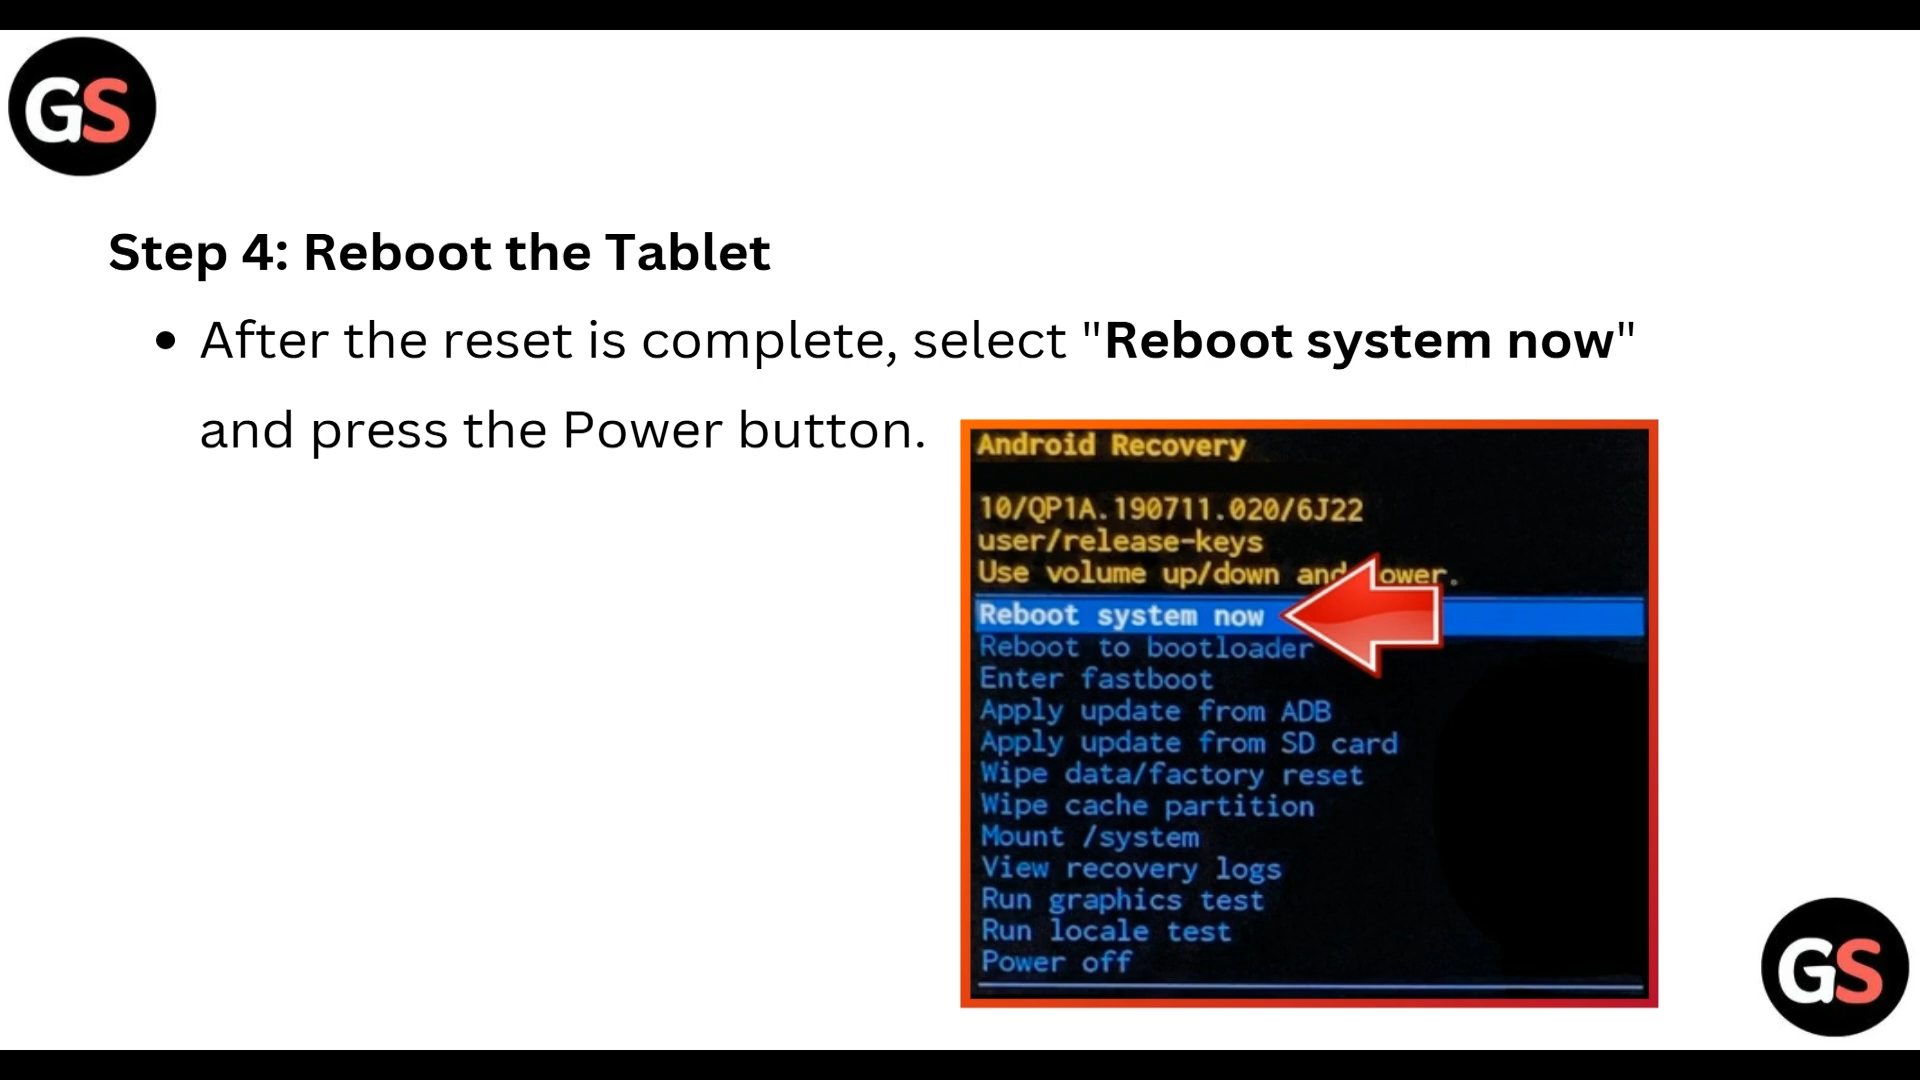 GS
Step 4: Reboot the Tablet
• After the reset is complete, select "Reboot system now"
and press the Power button.
Android Recovery
10/QP1A.190711.020/6J22
user/release-keys
Use volume up/down and ower.
Reboot system now
Reboot to bootloader
Enter fastboot
Apply update from ADB
Apply update from SD card
Wipe data/factory reset
Wipe cache partition
Mount /system
View recovery logs
Run graphics test
Run locale test
Power off
GS